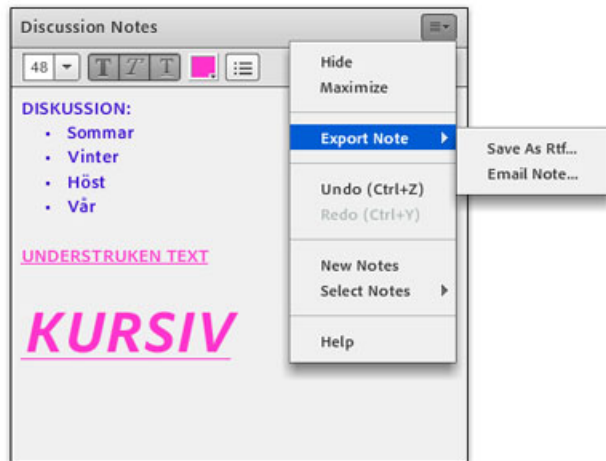 Discussion Notes
48 T T T
DISKUSSION:
• Sommar
• Vinter
• Höst
• Vår
UNDERSTRUKEN TEXT
KURSIV
Hide
Maximize
Export Note
Save As Rtf...
Email Note...
Undo (Ctrl+Z)
Redo (Ctrl+Y)
New Notes
Select Notes
Help